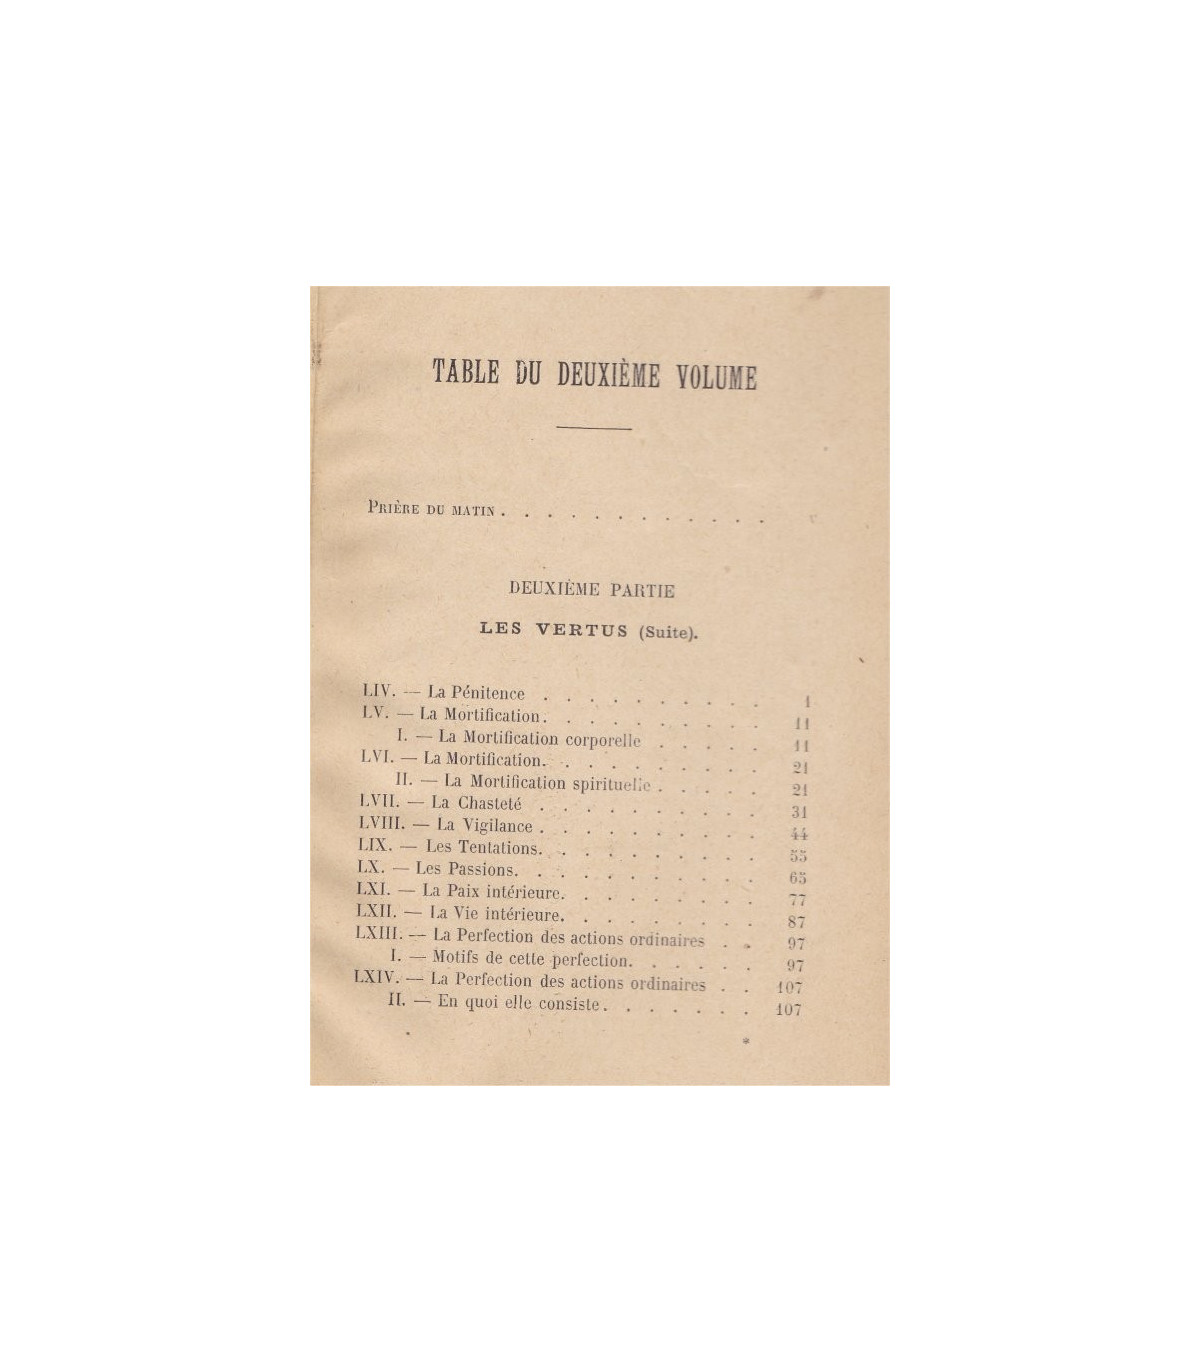 TABLE DU DEUXIÈME VOLUME
PRIÈRE DU MATIN . . . . . . . . . . . . v
DEUXIÈME PARTIE
LES VERTUS (Suite).
LIV. — La Pénitence . . . . . . . . . . 1
LV. — La Mortification. . . . . . . . . . 11
I. — La Mortification corporelle . . . . . 11
LVI. — La Mortification. . . . . . . . . . 21
II. — La Mortification spirituelle . . . . . 21
LVII. — La Chasteté . . . . . . . . . . 31
LVIII. — La Vigilance . . . . . . . . . . 44
LIX. — Les Tentations. . . . . . . . . . 55
LX. — Les Passions. . . . . . . . . . . 65
LXI. — La Paix intérieure. . . . . . . . . 77
LXII. — La Vie intérieure. . . . . . . . . 87
LXIII. — La Perfection des actions ordinaires . . 97
I. — Motifs de cette perfection. . . . . . 97
LXIV. — La Perfection des actions ordinaires . . 107
II. — En quoi elle consiste. . . . . . . 107
*